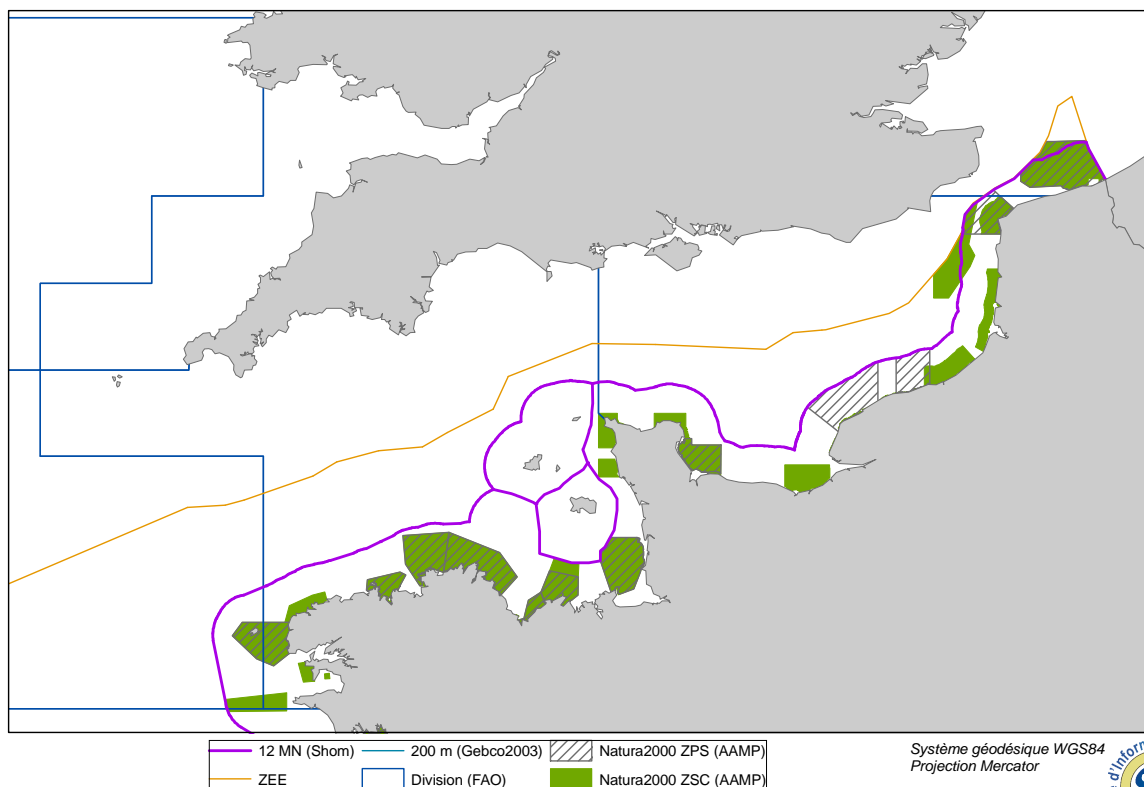 12 MN (Shom)
200 m (Gebco2003)
Natura2000 ZPS (AAMP)
ZEE
Division (FAO)
Natura2000 ZSC (AAMP)
Système géodésique WGS84
Projection Mercator
d'Inform